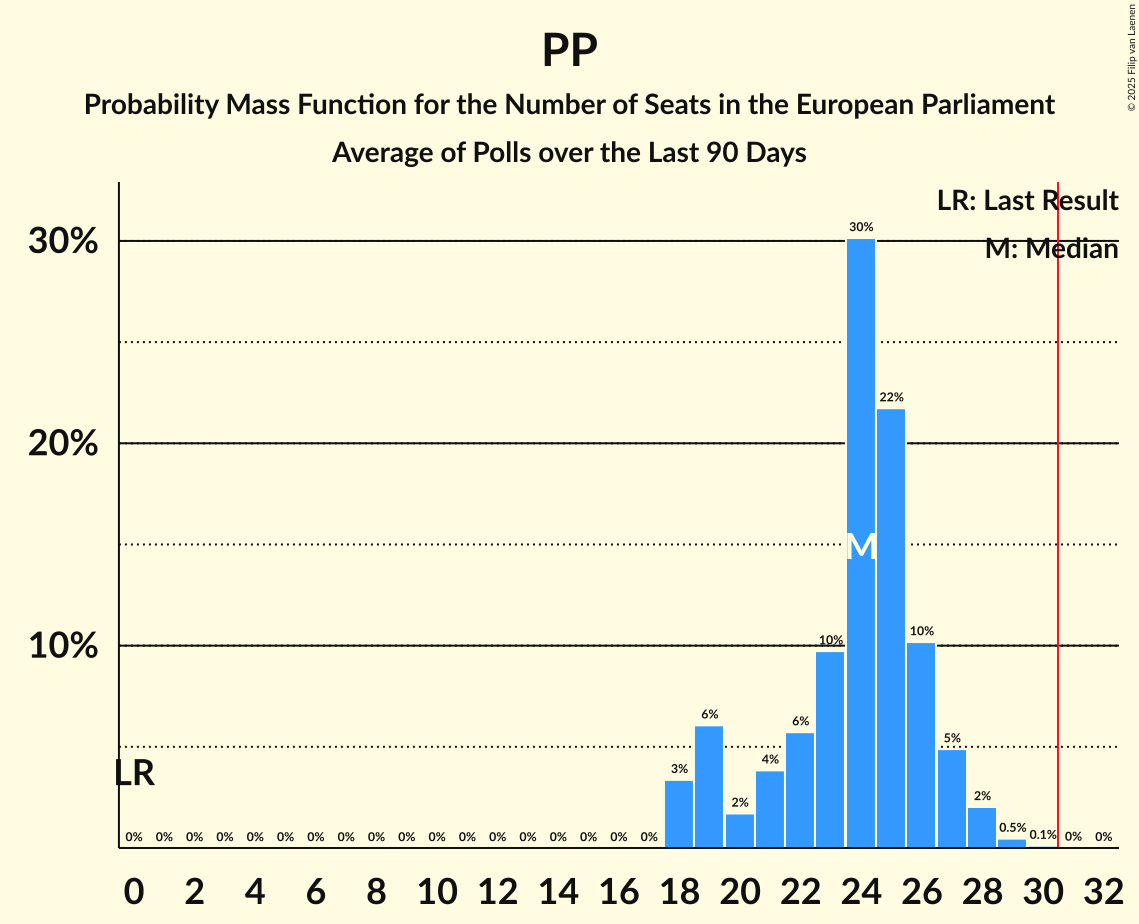 PP
Probability Mass Function for the Number of Seats in the European Parliament
Average of Polls over the Last 90 Days
© 2025 Filip van Laenen
LR: Last Result
M: Median
30%
20%
10%
30%
22%
M
10%
10%
6%
6%
5%
4%
3%
2%
2%
LR
0% 0% 0% 0% 0% 0% 0% 0% 0% 0% 0% 0% 0% 0% 0% 0% 0% 0% 0.5% 0.1% 0% 0%
0 2 4 6 8 10 12 14 16 18 20 22 24 26 28 30 32